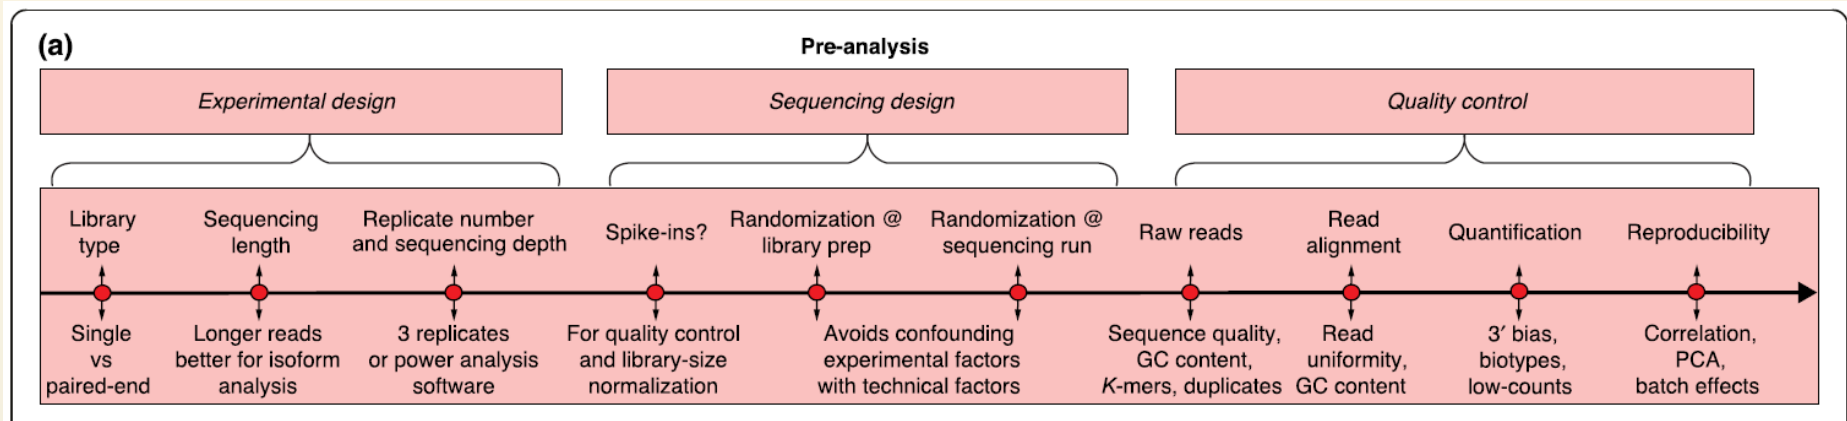 (a)
Pre-analysis
Experimental design
Sequencing design
Quality control
Library
type
Sequencing
length
Replicate number
and sequencing depth
Spike-ins?
Randomization @
library prep
Randomization @
sequencing run
Raw reads
Read
alignment
Quantification
Reproducibility
Single
vs
paired-end
Longer reads
better for isoform
analysis
3 replicates
or power analysis
software
For quality control
and library-size
normalization
Avoids confounding
experimental factors
with technical factors
Sequence quality,
GC content,
K-mers, duplicates
Read
uniformity,
GC content
3′ bias,
biotypes,
low-counts
Correlation,
PCA,
batch effects